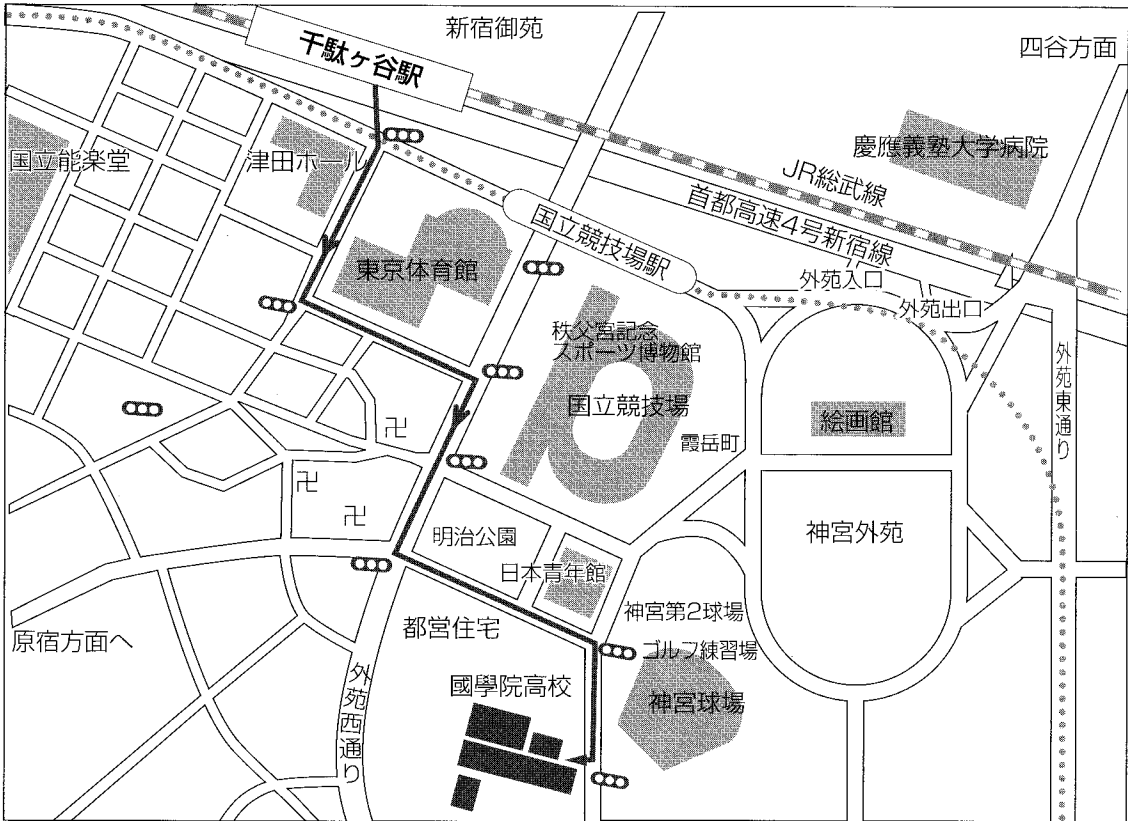 新宿御苑
四谷方面
千駄ヶ谷駅
慶應義塾大学病院
国立能楽堂
津田ホール
JR総武線
首都高速4号新宿線
国立競技場駅
東京体育館
外苑入口
外苑出口
秩父宮記念
スポーツ博物館
国立競技場
外苑東通り
絵画館
霞岳町
卍
卍
卍
明治公園
神宮外苑
日本青年館
神宮第2球場
都営住宅
原宿方面へ
ゴルフ練習場
外苑西通り
國學院高校
神宮球場